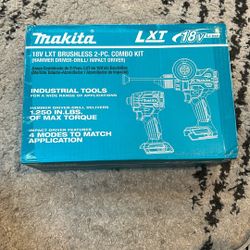 Makita
LXT
18V
18V LXT BRUSHLESS 2-PC. COMBO KIT
(HAMMER DRIVER-DRILL / IMPACT DRIVER)
INDUSTRIAL TOOLS
FOR A WIDE RANGE OF APPLICATIONS
HAMMER DRIVER-DRILL DELIVERS
1,250 IN.LBS.
OF MAX TORQUE
IMPACT DRIVER FEATURES
4 MODES TO MATCH
APPLICATION